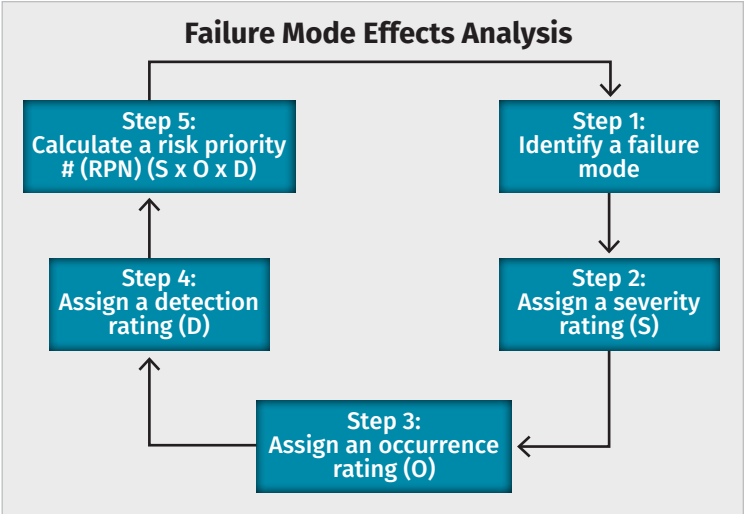 Failure Mode Effects Analysis
Step 1:
Identify a failure
mode
Step 2:
Assign a severity
rating (S)
Step 3:
Assign an occurrence
rating (O)
Step 4:
Assign a detection
rating (D)
Step 5:
Calculate a risk priority
# (RPN) (S x O x D)